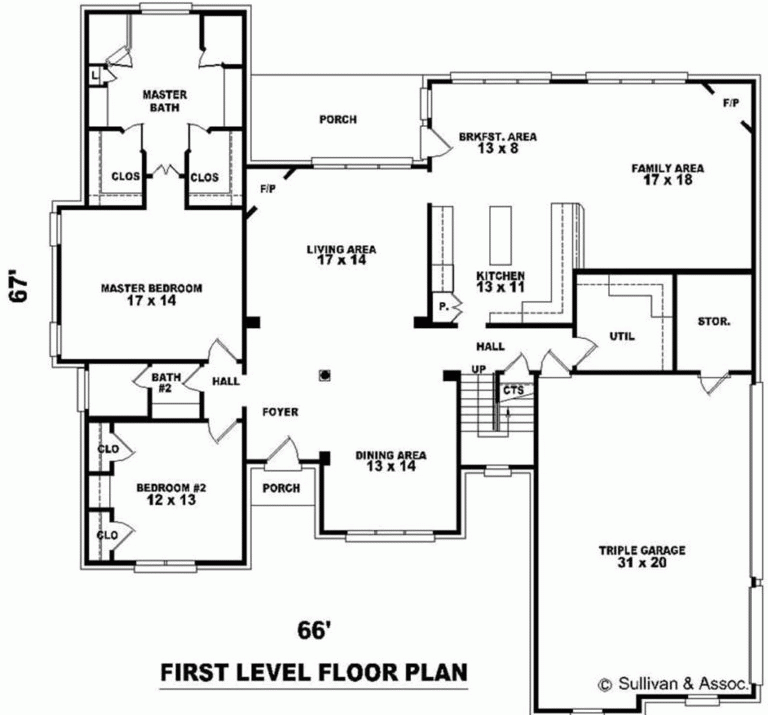 L
MASTER
BATH
PORCH
F/P
BRKFST. AREA
13 x 8
FAMILY AREA
17 x 18
CLOS
CLOS
F/P
LIVING AREA
17 x 14
67'
MASTER BEDROOM
17 x 14
KITCHEN
13 x 11
P.
UTIL
STOR.
HALL
UP
BATH
#2
HALL
CTS
FOYER
CLO
DINING AREA
13 x 14
BEDROOM #2
12 x 13
PORCH
CLO
TRIPLE GARAGE
31 x 20
66'
FIRST LEVEL FLOOR PLAN
© Sullivan & Assoc.